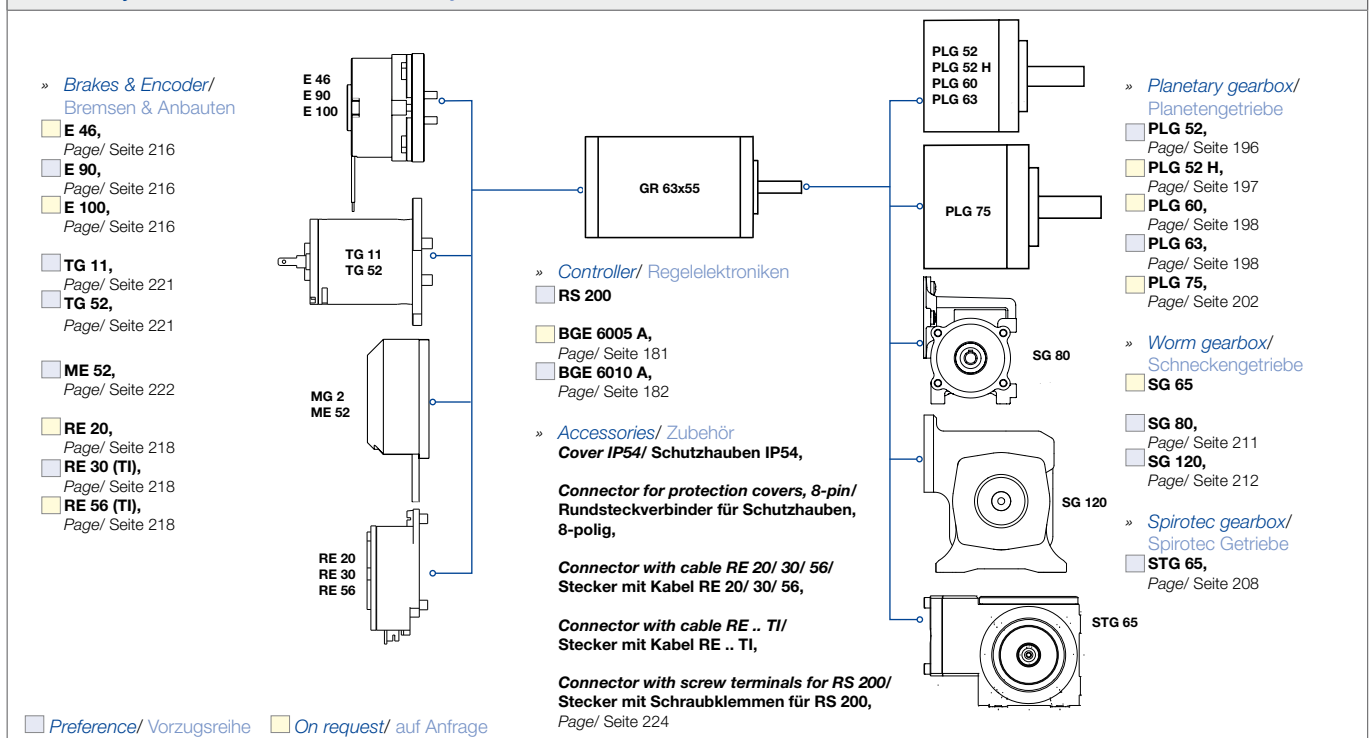 » Brakes & Encoder/
Bremsen & Anbauten
E 46,
Page/ Seite 216
E 90,
Page/ Seite 216
E 100,
Page/ Seite 216
TG 11,
Page/ Seite 221
TG 52,
Page/ Seite 221
ME 52,
Page/ Seite 222
RE 20,
Page/ Seite 218
RE 30 (TI),
Page/ Seite 218
RE 56 (TI),
Page/ Seite 218
E 46
E 90
E 100
TG 11
TG 52
MG 2
ME 52
RE 20
RE 30
RE 56
GR 63x55
» Controller/ Regelelektroniken
RS 200
BGE 6005 A,
Page/ Seite 181
BGE 6010 A,
Page/ Seite 182
» Accessories/ Zubehör
Cover IP54/ Schutzhauben IP54,
Connector for protection covers, 8-pin/
Rundsteckverbinder für Schutzhauben,
8-polig,
Connector with cable RE 20/ 30/ 56/
Stecker mit Kabel RE 20/ 30/ 56,
Connector with cable RE .. TI/
Stecker mit Kabel RE .. TI,
Connector with screw terminals for RS 200/
Stecker mit Schraubklemmen für RS 200,
Page/ Seite 224
PLG 52
PLG 52 H
PLG 60
PLG 63
PLG 75
SG 80
SG 120
STG 65
» Planetary gearbox/
Planetengetriebe
PLG 52,
Page/ Seite 196
PLG 52 H,
Page/ Seite 197
PLG 60,
Page/ Seite 198
PLG 63,
Page/ Seite 198
PLG 75,
Page/ Seite 202
» Worm gearbox/
Schneckengetriebe
SG 65
SG 80,
Page/ Seite 211
SG 120,
Page/ Seite 212
» Spirotec gearbox/
Spirotec Getriebe
STG 65,
Page/ Seite 208
Preference/ Vorzugsreihe On request/ auf Anfrage